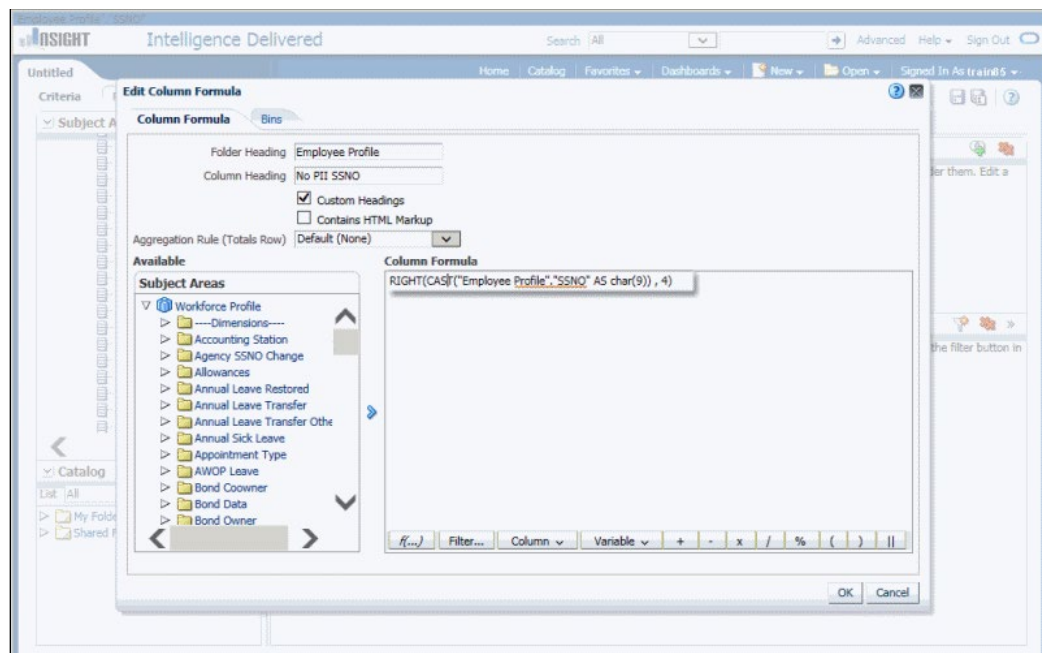 "Employee Profile"."SSNO"
INSIGHT Intelligence Delivered Search All Advanced Help Sign Out
Untitled Home Catalog Favorites Dashboards New Open Signed In As train85
Criteria
Subject A
Edit Column Formula
Column Formula Bins
Folder Heading Employee Profile
Column Heading No PII SSNO
Custom Headings
Contains HTML Markup
Aggregation Rule (Totals Row) Default (None)
Available Column Formula
Subject Areas RIGHT(CAST("Employee Profile"."SSNO" AS char(9)) , 4)
Workforce Profile
----Dimensions----
Accounting Station
Agency SSNO Change
Allowances
Annual Leave Restored
Annual Leave Transfer
Annual Leave Transfer Othe
Annual Sick Leave
Appointment Type
AWOP Leave
Bond Coowner
Bond Data
Bond Owner
f(...) Filter... Column Variable + - x / % ( ) ||
OK Cancel
der them. Edit a
the filter button in
Catalog
List All
My Folde
Shared F